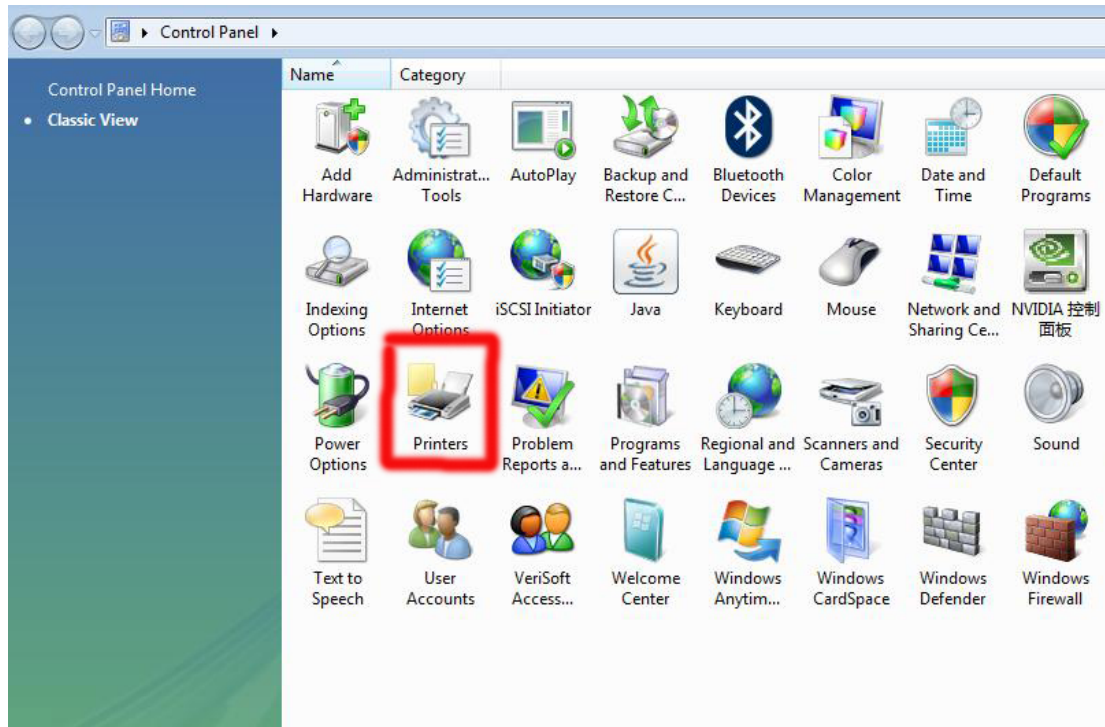 Control Panel
Control Panel Home
Classic View
Name Category
Add Hardware
Administrat... Tools
AutoPlay
Backup and Restore C...
Bluetooth Devices
Color Management
Date and Time
Default Programs
Indexing Options
Internet Options
iSCSI Initiator
Java
Keyboard
Mouse
Network and Sharing Ce...
NVIDIA 控制面板
Power Options
Printers
Problem Reports a...
Programs and Features
Regional and Language ...
Scanners and Cameras
Security Center
Sound
Text to Speech
User Accounts
VeriSoft Access...
Welcome Center
Windows Anytim...
Windows CardSpace
Windows Defender
Windows Firewall